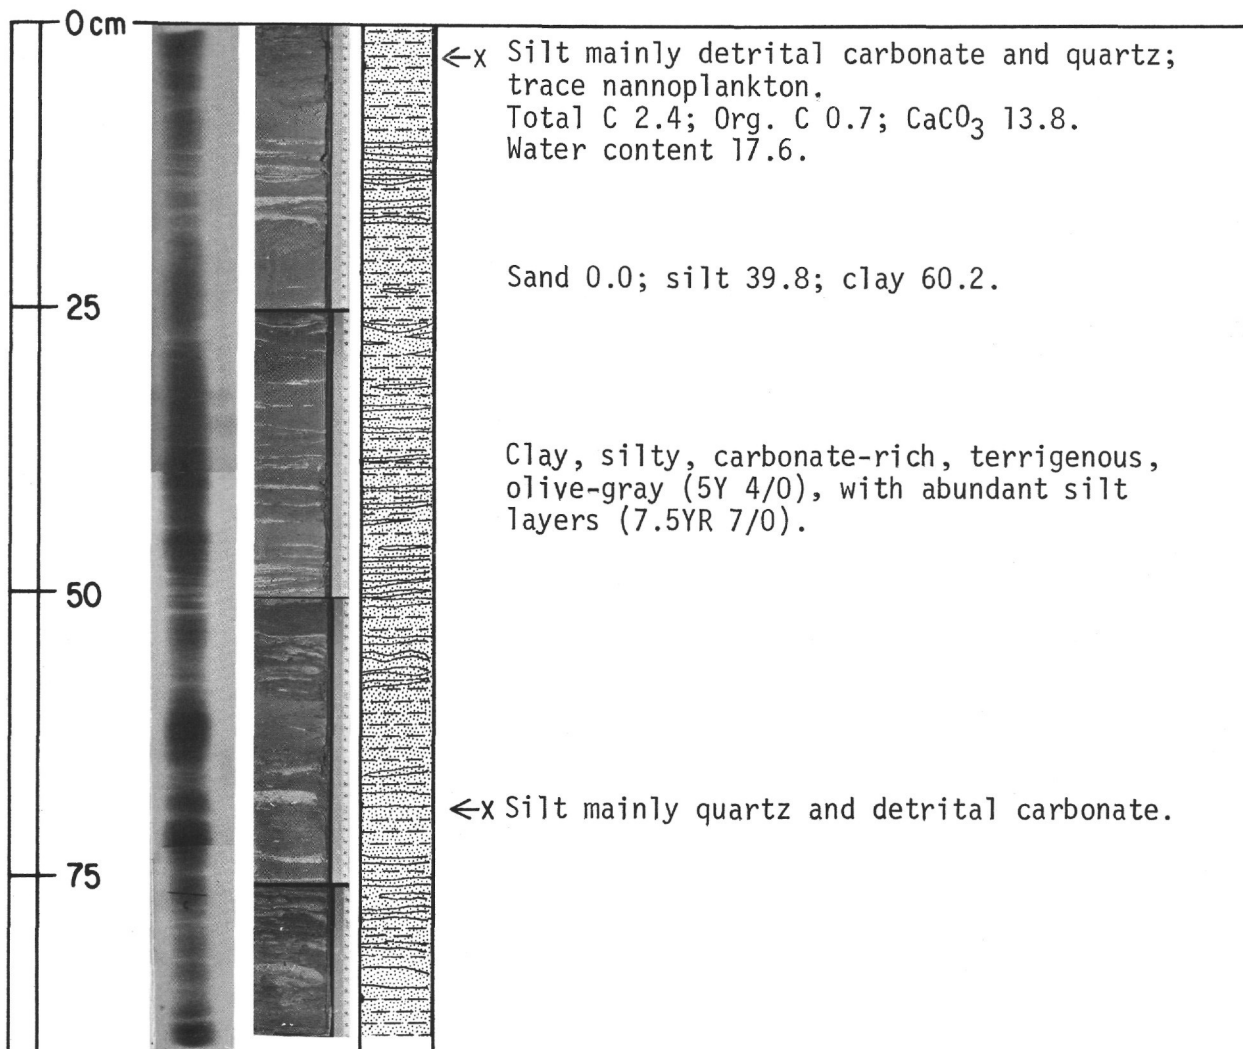 0 cm
←x Silt mainly detrital carbonate and quartz;
trace nannoplankton.
Total C 2.4; Org. C 0.7; CaCO3 13.8.
Water content 17.6.
Sand 0.0; silt 39.8; clay 60.2.
25
Clay, silty, carbonate-rich, terrigenous,
olive-gray (5Y 4/0), with abundant silt
layers (7.5YR 7/0).
50
←x Silt mainly quartz and detrital carbonate.
75